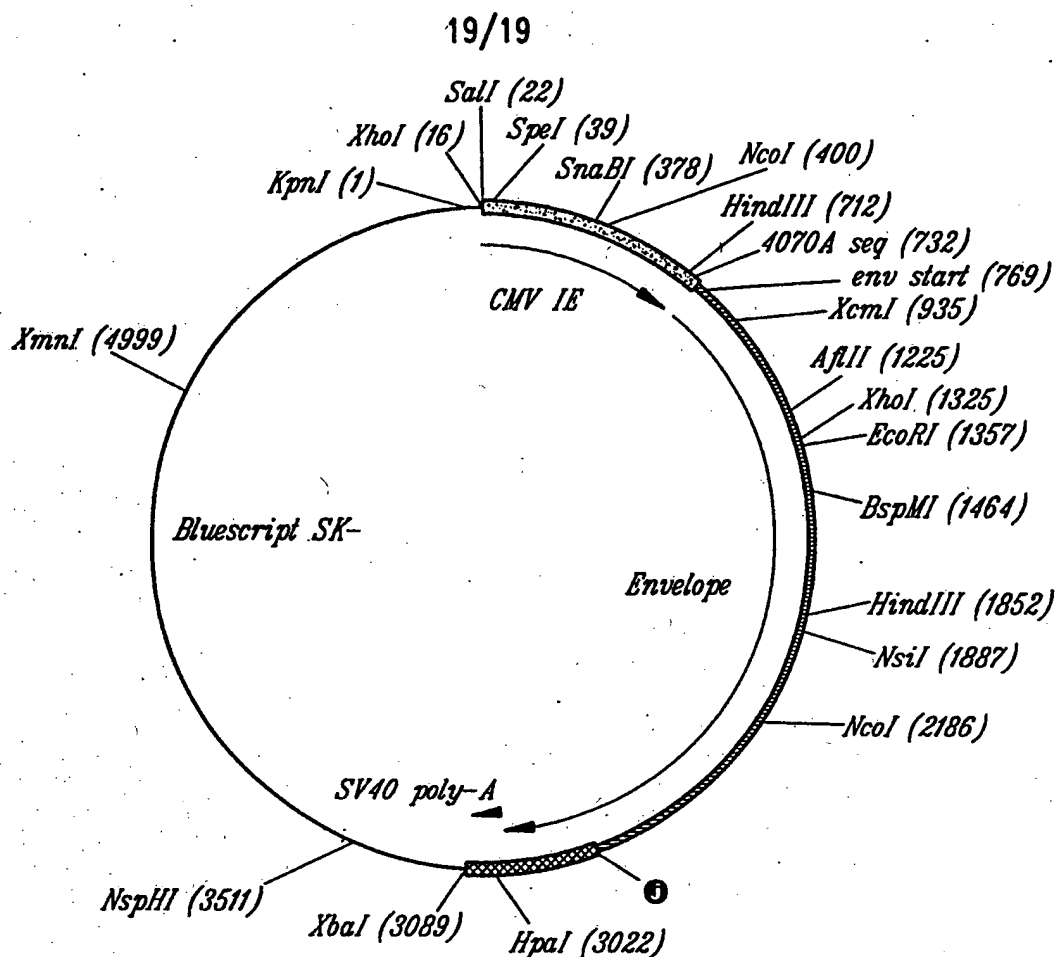 19/19
SalI (22)
XhoI (16)
SpeI (39)
KpnI (1)
SnaBI (378)
NcoI (400)
HindIII (712)
4070A seq (732)
env start (769)
CMV IE
XcmI (935)
XmnI (4999)
AflII (1225)
XhoI (1325)
EcoRI (1357)
BspMI (1464)
Bluescript SK-
Envelope
HindIII (1852)
NsiI (1887)
NcoI (2186)
SV40 poly-A
j
NspHI (3511)
XbaI (3089)
HpaI (3022)